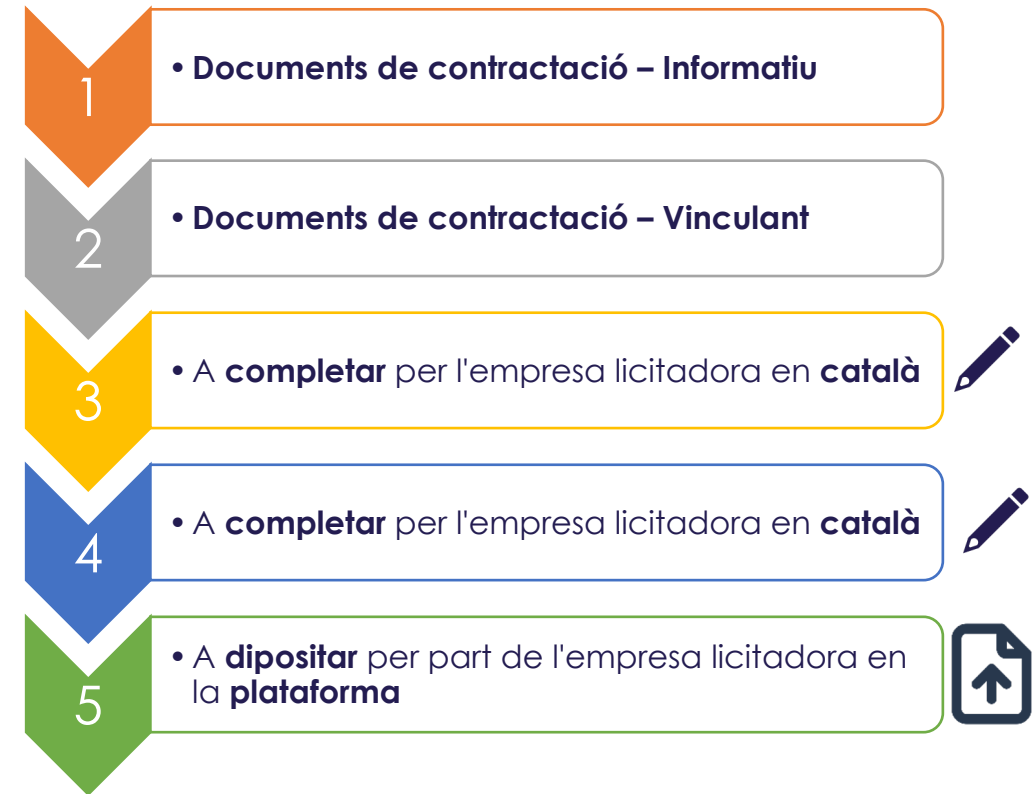 1
• Documents de contractació – Informatiu
2
• Documents de contractació – Vinculant
3
• A completar per l'empresa licitadora en català
4
• A completar per l'empresa licitadora en català
5
• A dipositar per part de l'empresa licitadora en
la plataforma